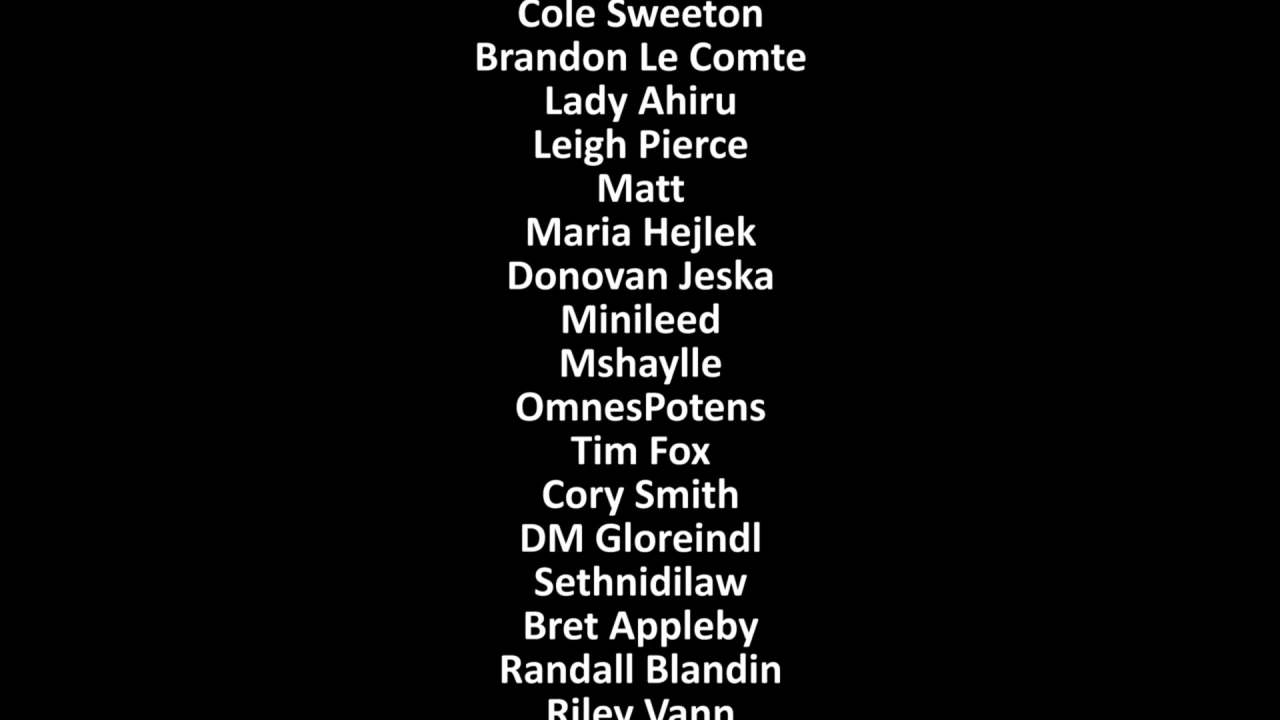 Cole Sweeton
Brandon Le Comte
Lady Ahiru
Leigh Pierce
Matt
Maria Hejlek
Donovan Jeska
Minileed
Mshaylle
OmnesPotens
Tim Fox
Cory Smith
DM Gloreindl
Sethnidilaw
Bret Appleby
Randall Blandin
Riley Vann